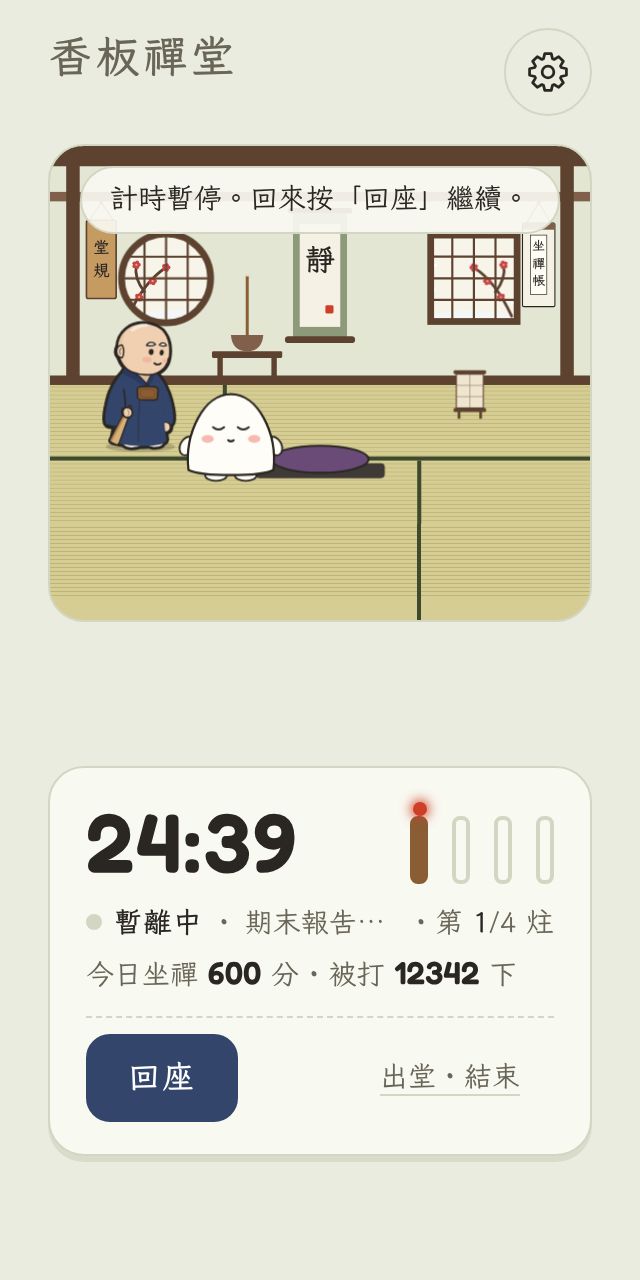 香板禪堂
計時暫停。回來按「回座」繼續。
堂規
靜
坐禪帳
24:39
暫離中 · 期末報告… · 第 1/4 炷
今日坐禪 600 分·被打 12342 下
回座
出堂·結束